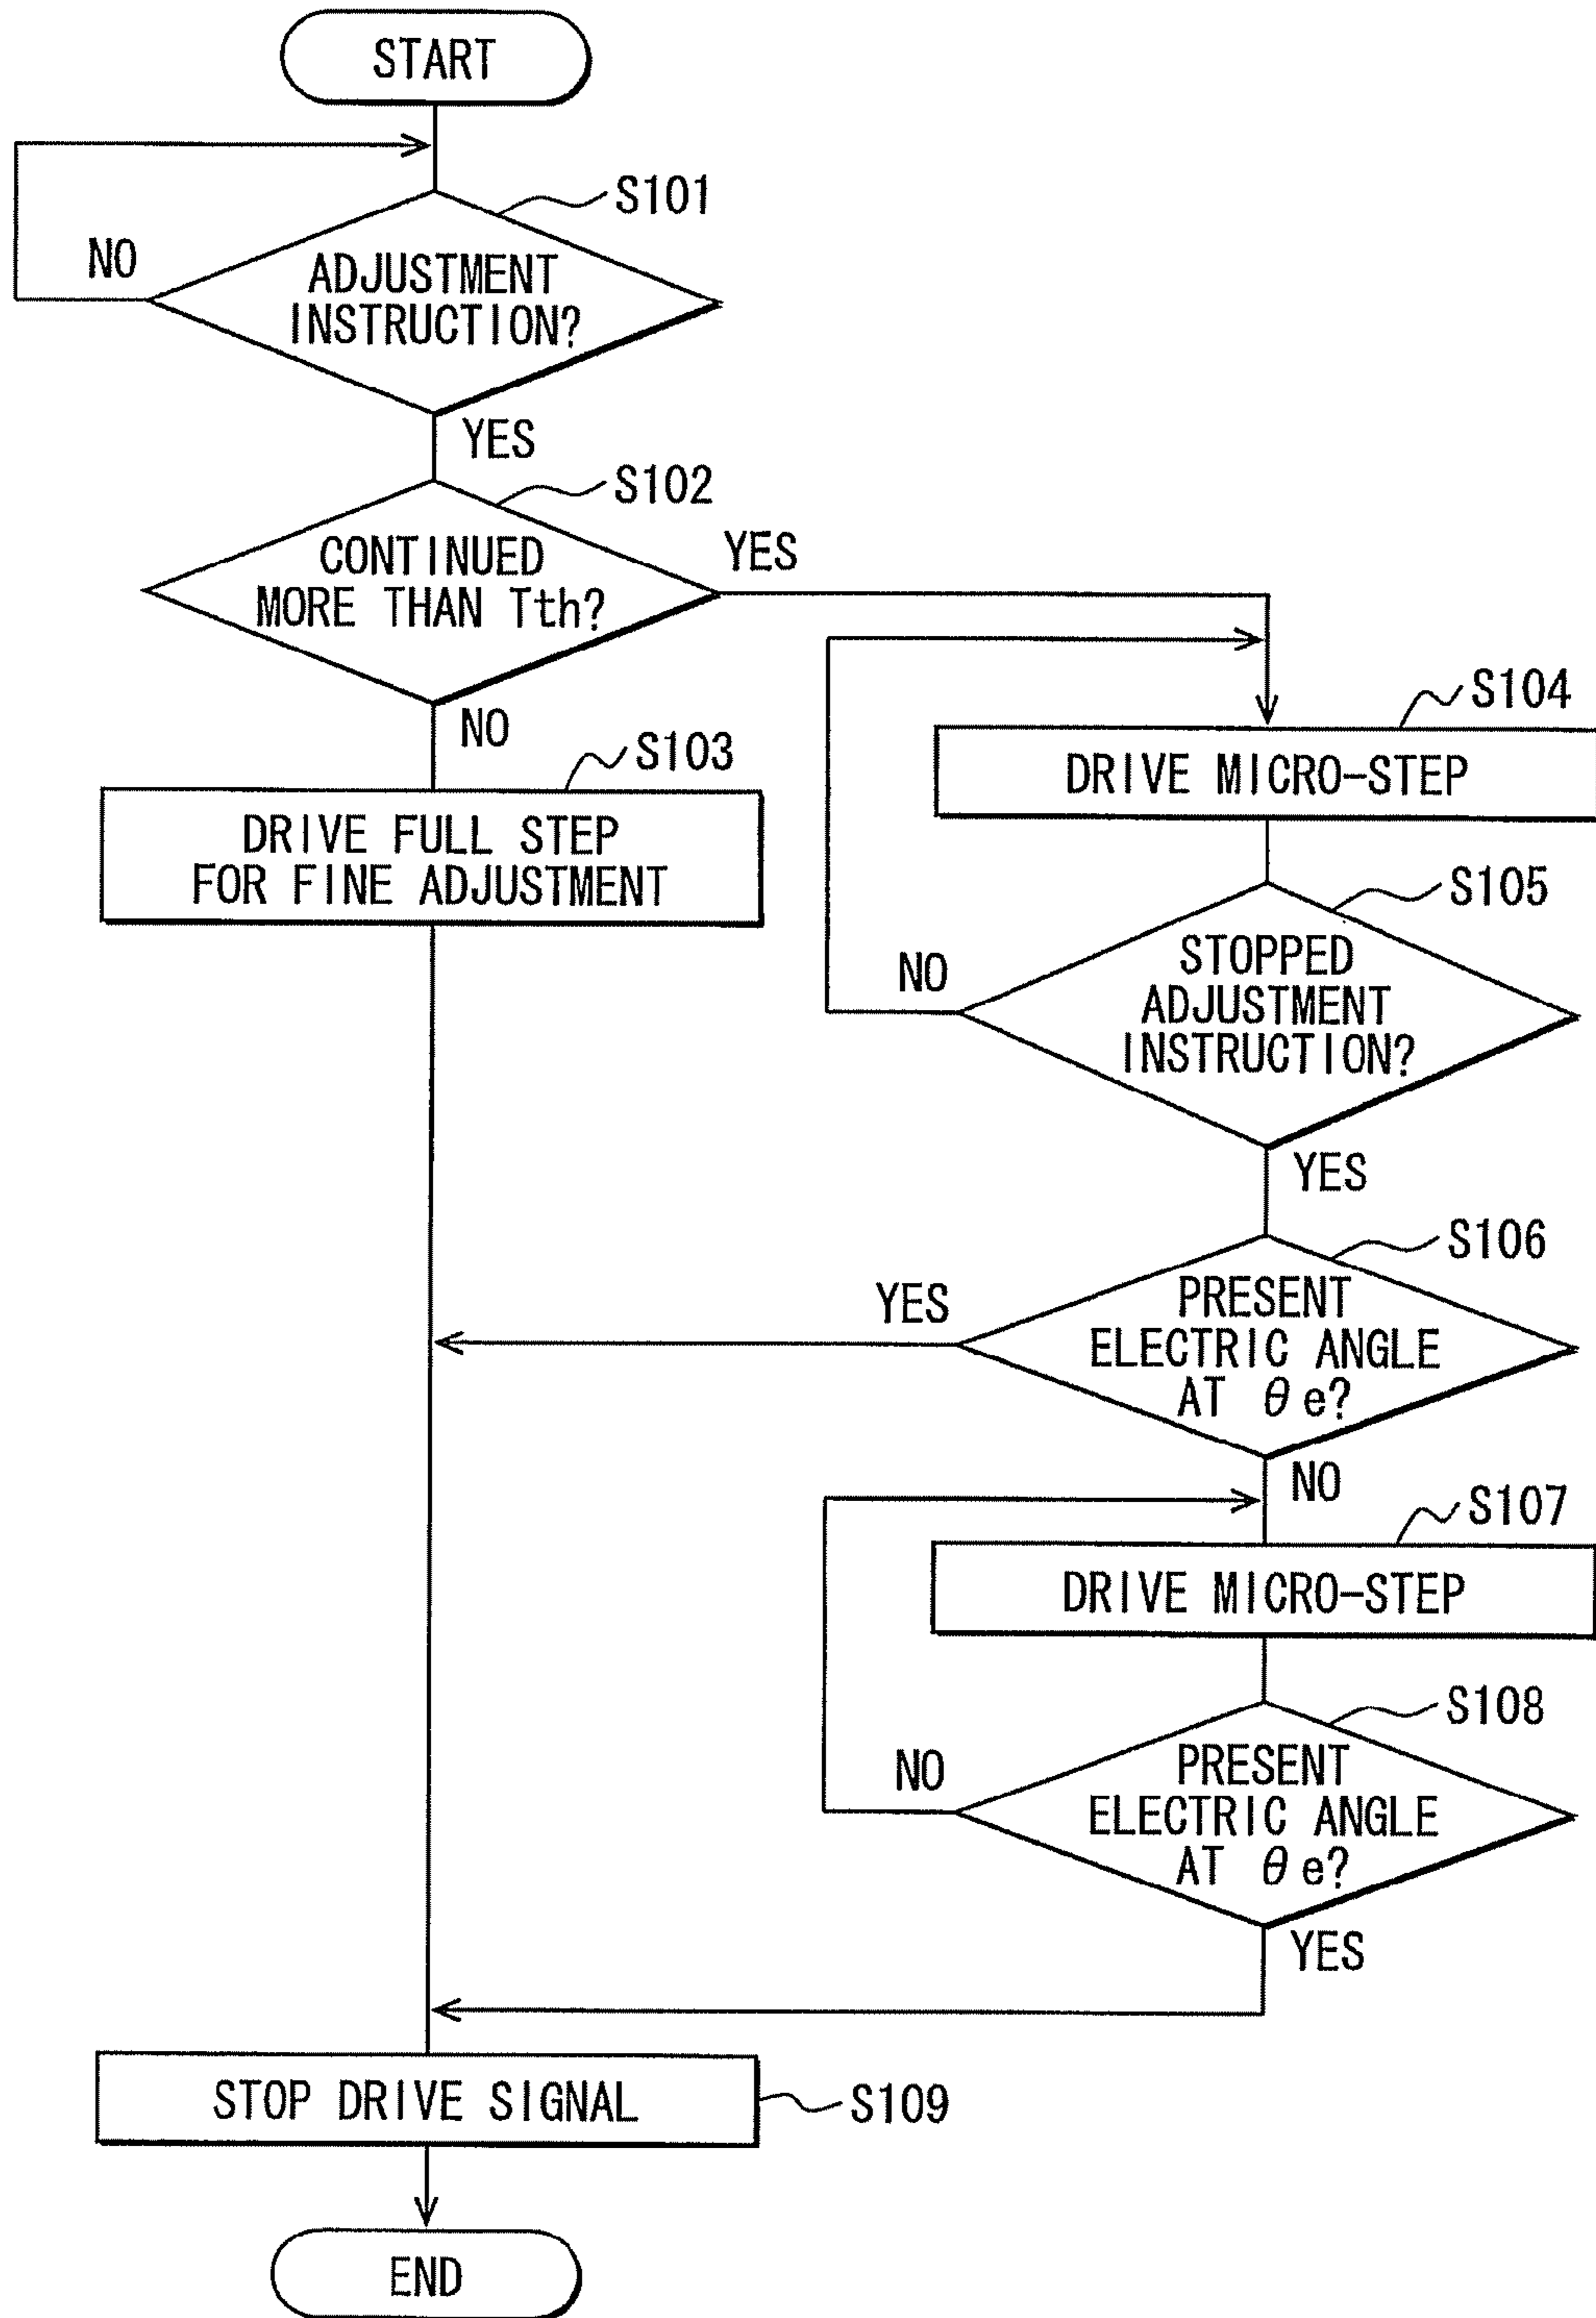 START
S101
NO
ADJUSTMENT
INSTRUCTION?
YES
S102
CONTINUED
MORE THAN Tth?
YES
NO
S103
DRIVE FULL STEP
FOR FINE ADJUSTMENT
S104
DRIVE MICRO-STEP
S105
NO
STOPPED
ADJUSTMENT
INSTRUCTION?
YES
S106
YES
PRESENT
ELECTRIC ANGLE
AT θe?
NO
S107
DRIVE MICRO-STEP
S108
NO
PRESENT
ELECTRIC ANGLE
AT θe?
YES
STOP DRIVE SIGNAL
S109
END